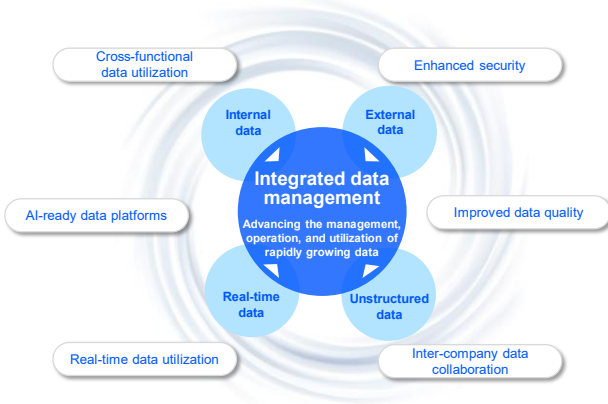 Cross-functional
data utilization
Enhanced security
Internal
data
External
data
Integrated data
management
Advancing the management,
operation, and utilization of
rapidly growing data
AI-ready data platforms
Improved data quality
Real-time
data
Unstructured
data
Real-time data utilization
Inter-company data
collaboration